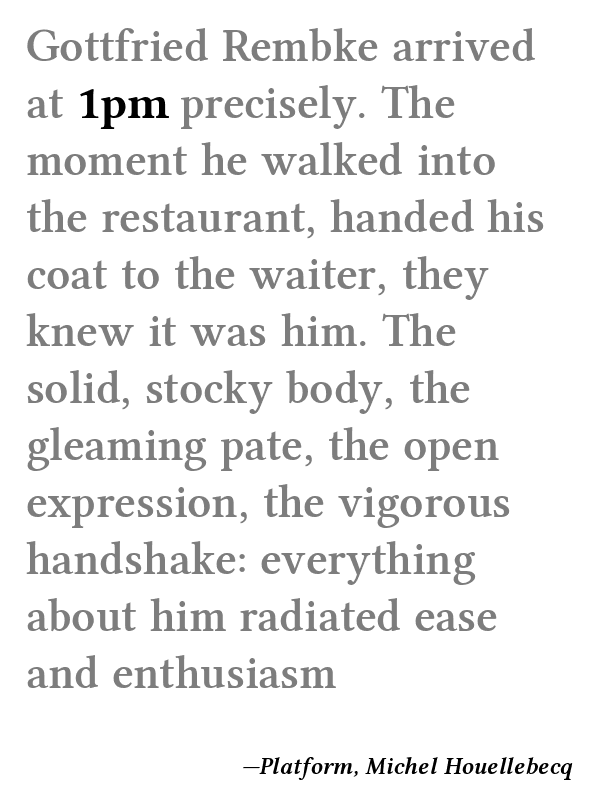 Gottfried Rembke arrived
at 1pm precisely. The
moment he walked into
the restaurant, handed his
coat to the waiter, they
knew it was him. The
solid, stocky body, the
gleaming pate, the open
expression, the vigorous
handshake: everything
about him radiated ease
and enthusiasm
—Platform, Michel Houellebecq